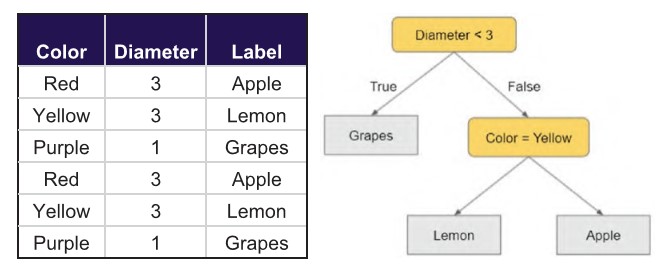 Color Diameter Label
Red 3 Apple
Yellow 3 Lemon
Purple 1 Grapes
Red 3 Apple
Yellow 3 Lemon
Purple 1 Grapes
Diameter < 3
True False
Grapes
Color = Yellow
Lemon Apple